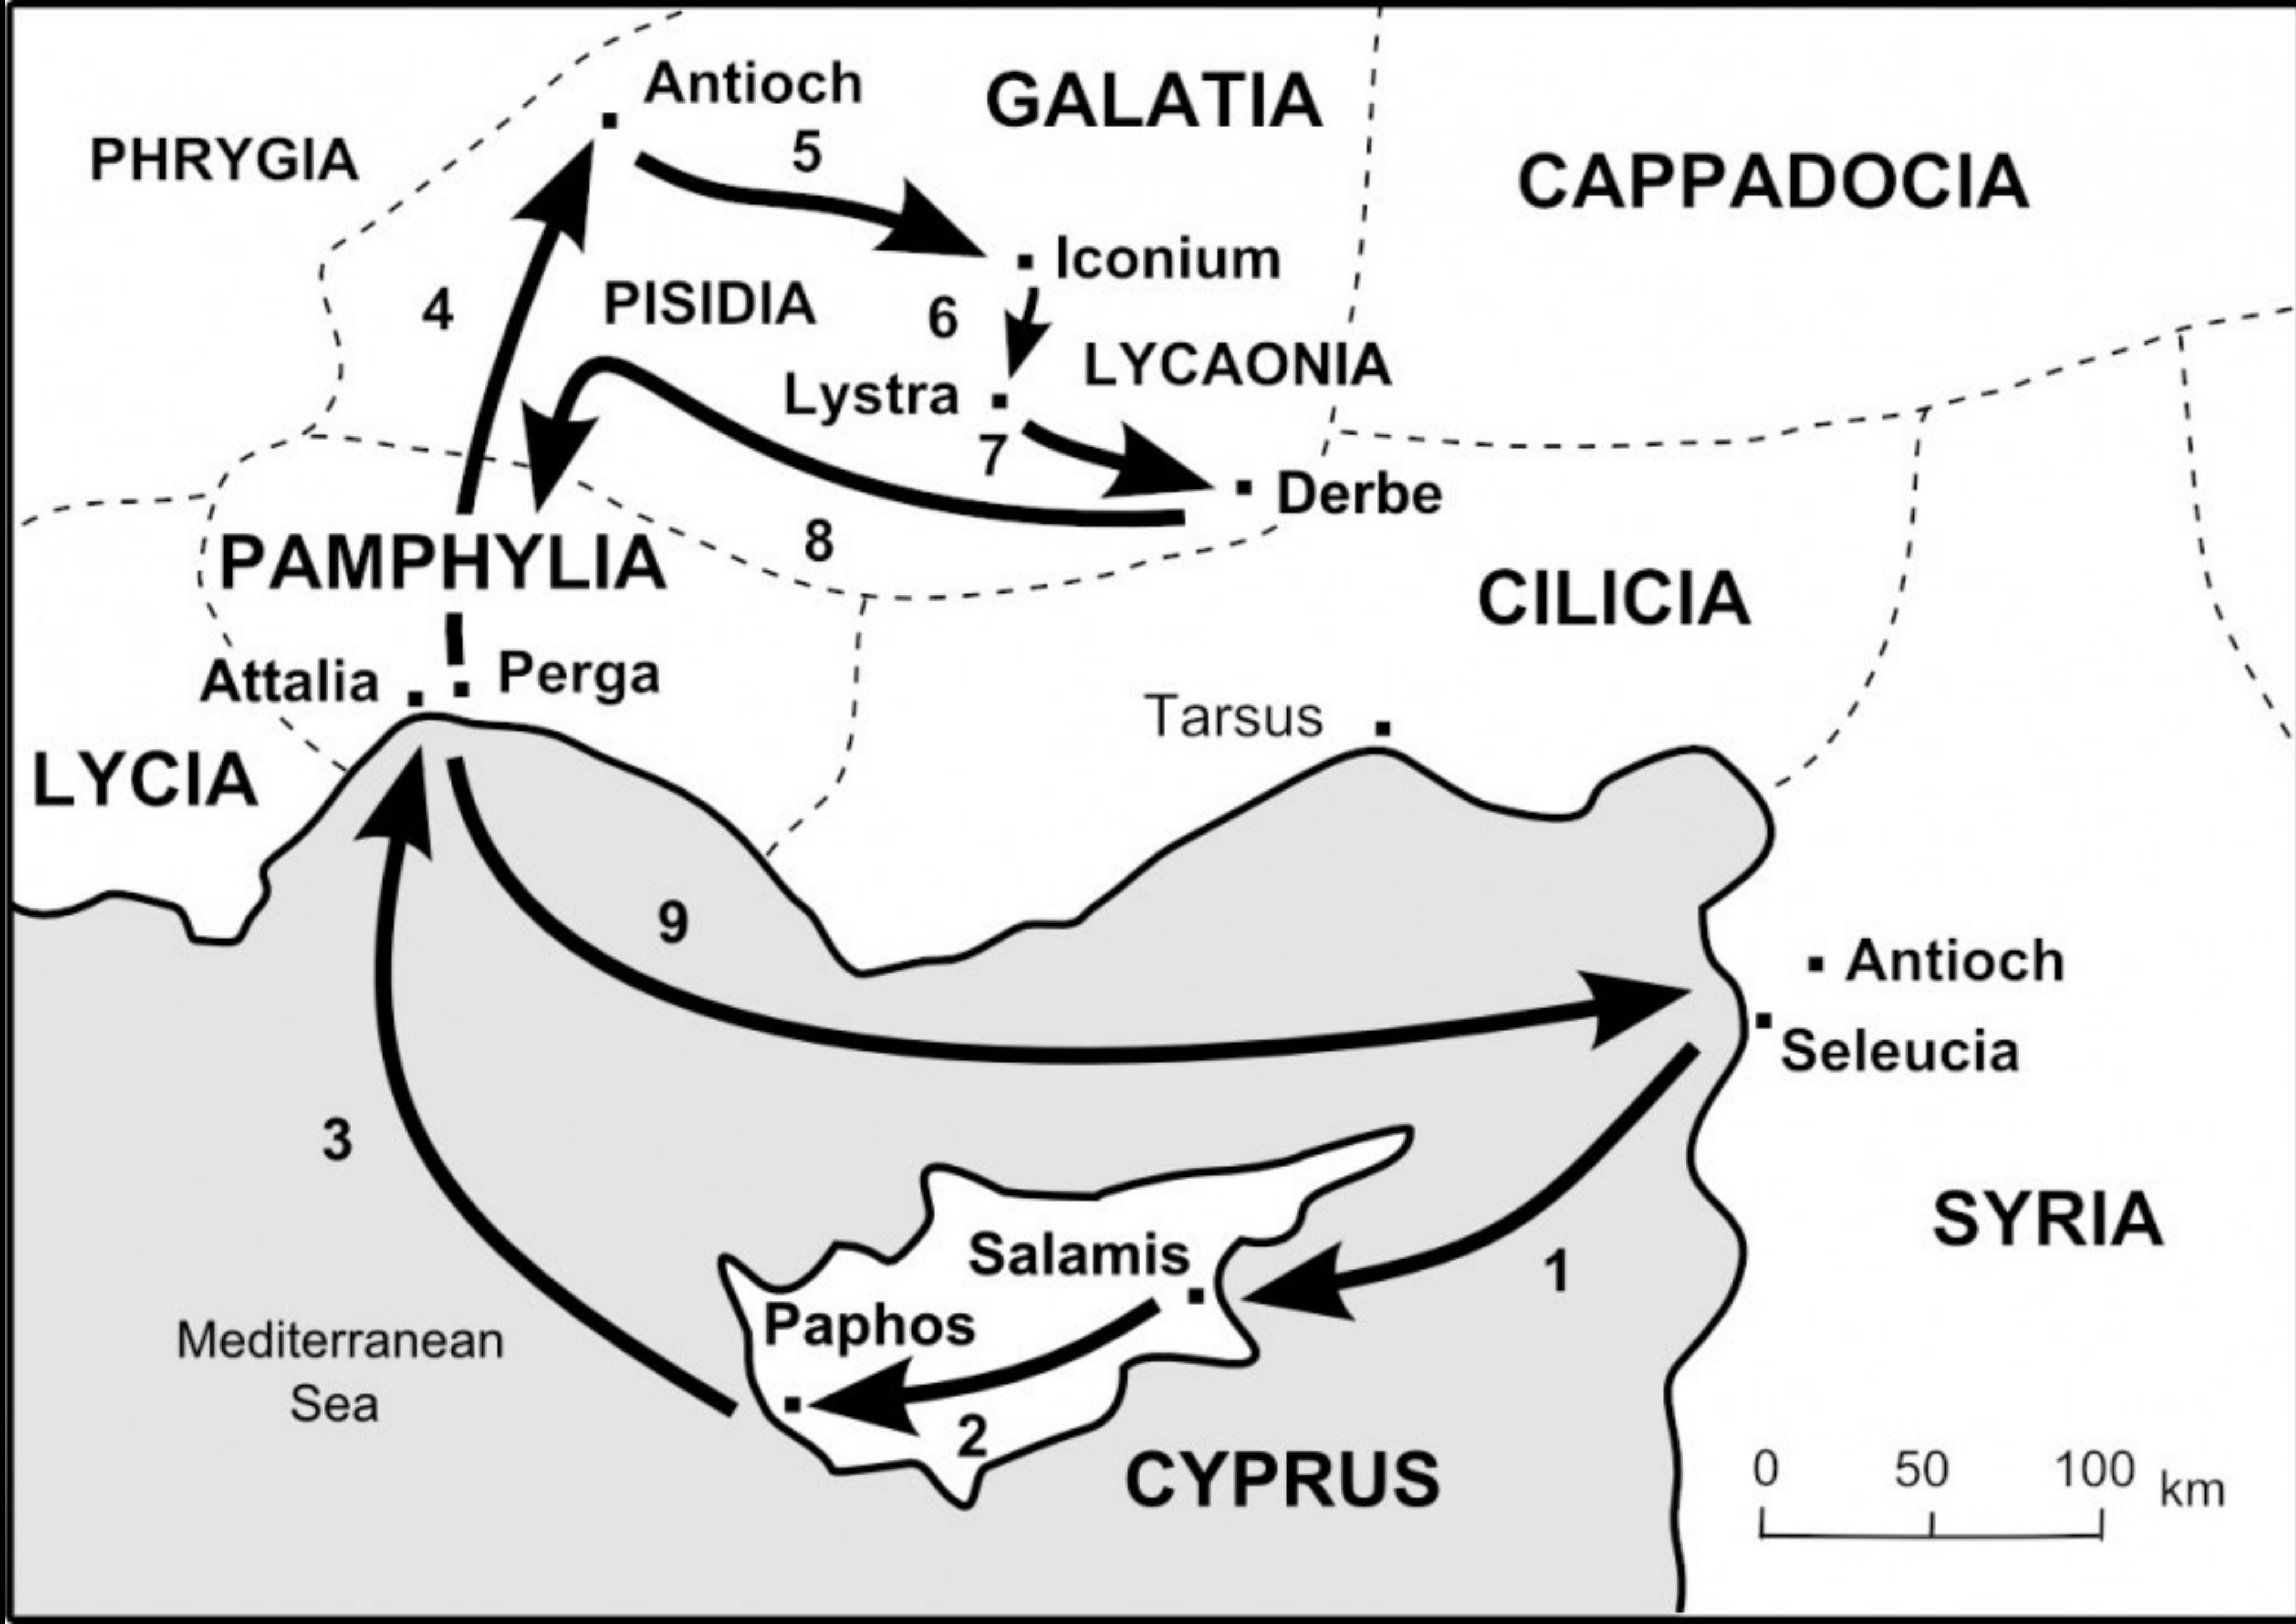 Antioch
GALATIA
5
PHRYGIA
CAPPADOCIA
Iconium
4
PISIDIA
6
LYCAONIA
Lystra
7
Derbe
8
PAMPHYLIA
CILICIA
Attalia
Perga
Tarsus
LYCIA
9
Antioch
Seleucia
3
SYRIA
Salamis
1
Paphos
Mediterranean
Sea
2
CYPRUS
0 50 100 km